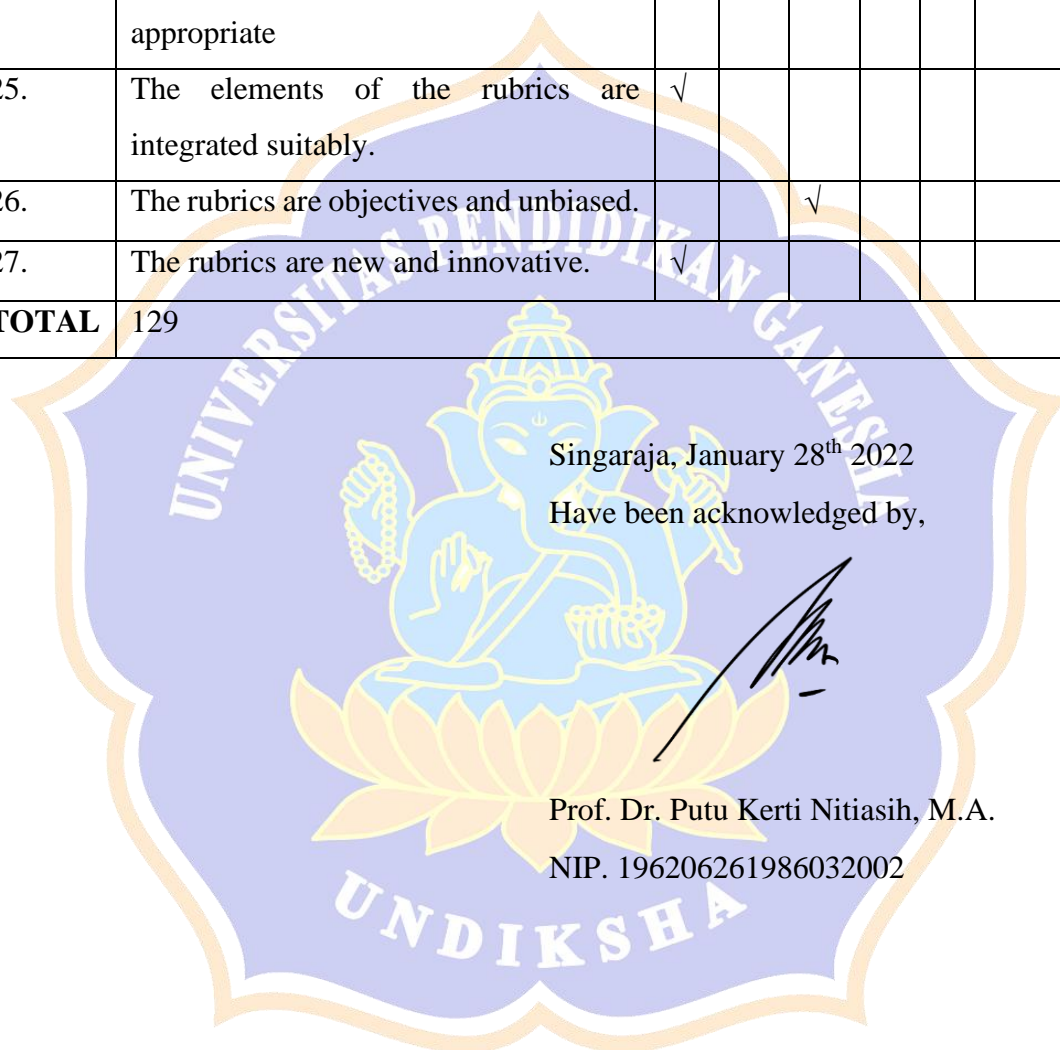 appropriate
25. The elements of the rubrics are √
integrated suitably.
26. The rubrics are objectives and unbiased. √
27. The rubrics are new and innovative. √
TOTAL 129
UNIVERSITAS PENDIDIKAN GANESHA
Singaraja, January 28th 2022
Have been acknowledged by,
Prof. Dr. Putu Kerti Nitiasih, M.A.
NIP. 196206261986032002
UNDIKSHA